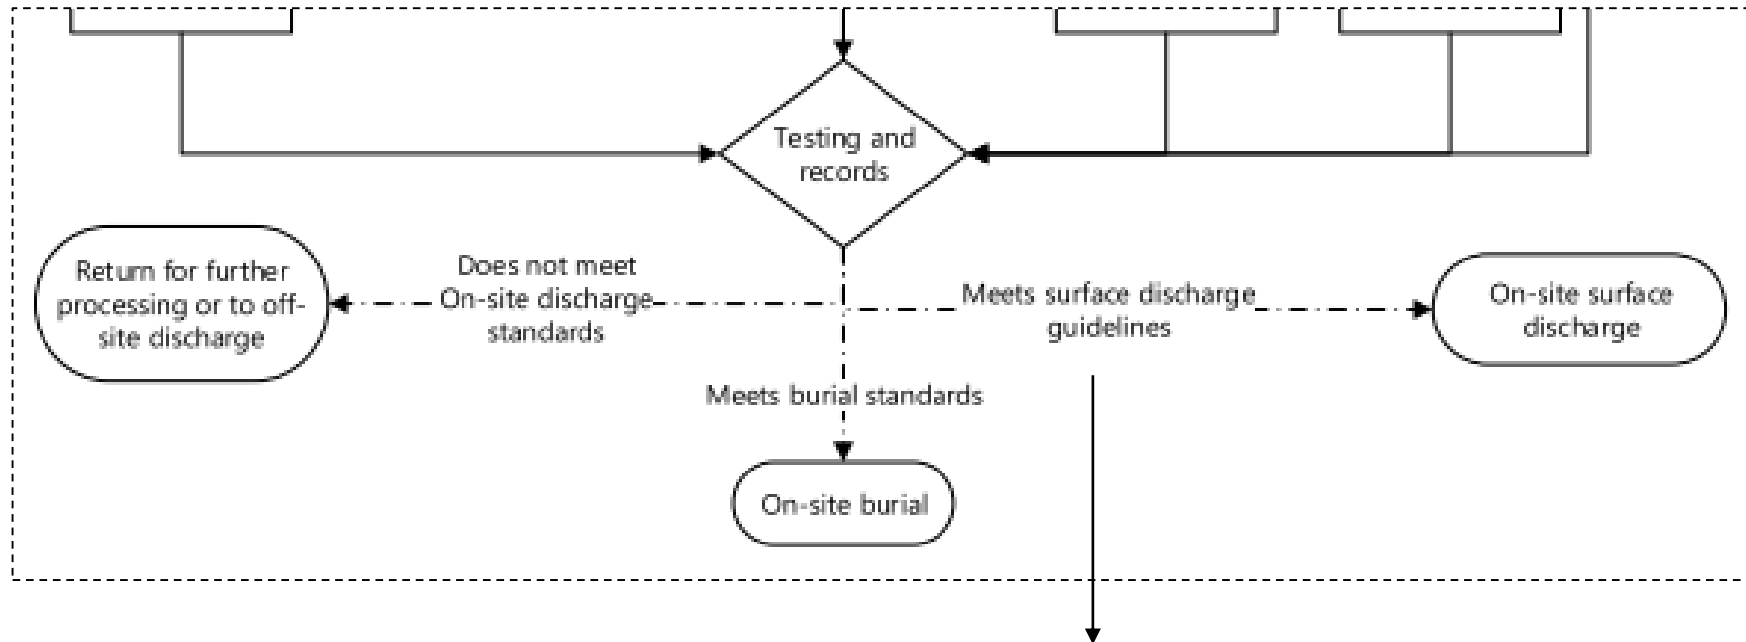 Testing and
records
Return for further
processing or to off-
site discharge
Does not meet
On-site discharge
standards
Meets surface discharge
guidelines
On-site surface
discharge
Meets burial standards
On-site burial